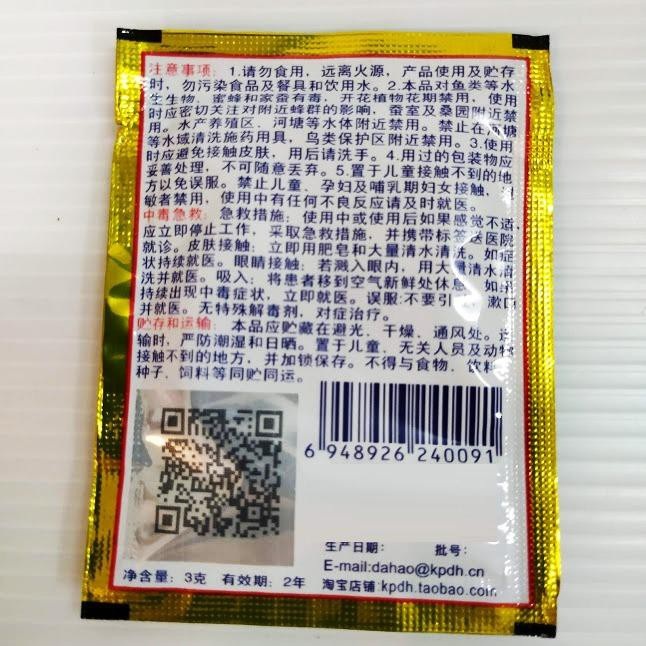 注意事项：1.请勿食用，远离火源，产品使用及贮存
时，勿污染食品及餐具和饮用水。2.本品对鱼类等水
生生物、蜜蜂和家蚕有毒，开花植物花期禁用，使用
时应密切关注对附近蜂群的影响，蚕室及桑园附近禁
用。水产养殖区、河塘等水体附近禁用。禁止在河塘
等水域清洗施药用具，鸟类保护区附近禁用。3.使用
时应避免接触皮肤，用后请洗手。4.用过的包装物应
妥善处理，不可随意丢弃。5.置于儿童接触不到的地
方以免误服。禁止儿童、孕妇及哺乳期妇女接触，
敏者禁用，使用中有任何不良反应请及时就医。
中毒急救：急救措施：使用中或使用后如果感觉不适，
应立即停止工作，采取急救措施，并携带标签送医院
就诊。皮肤接触：立即用肥皂和大量清水清洗。如症
状持续就医。眼睛接触：若溅入眼内，用大量清水清
洗并就医。吸入：将患者移到空气新鲜处休息，如
持续出现中毒症状，立即就医。误服:不要引 漱口
并就医。无特殊解毒剂，对症治疗。
贮存和运输：本品应贮藏在避光、干燥、通风处。运
输时，严防潮湿和日晒。置于儿童、无关人员及动物
接触不到的地方，并加锁保存。不得与食物、饮料、
种子、饲料等同贮同运。
6 948926 240091
生产日期： 批号：
E-mail:dahao@kpdh.cn
净含量：3克 有效期：2年 淘宝店铺:kpdh.taobao.com